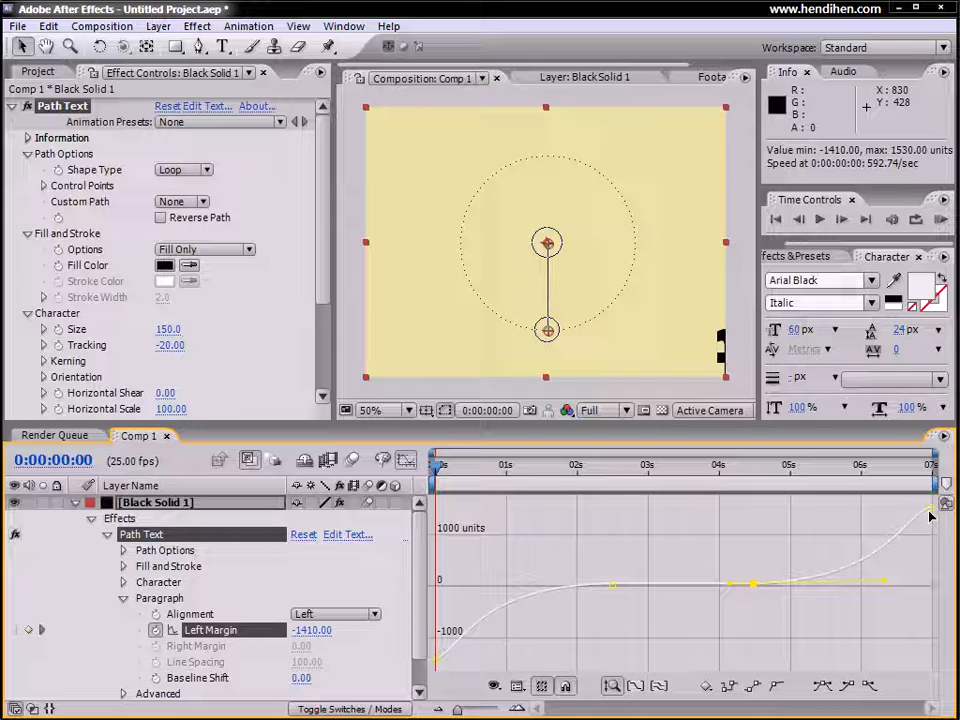 Adobe After Effects - Untitled Project.aep *
www.hendihen.com
File Edit Composition Layer Effect Animation View Window Help
Workspace: Standard
Project Effect Controls: Black Solid 1
Composition: Comp 1 Layer: Black Solid 1 Foota
Info Audio
Comp 1 * Black Solid 1
Path Text Reset Edit Text... About...
Animation Presets: None
Information
Path Options
Shape Type Loop
Control Points
Custom Path None
Reverse Path
Fill and Stroke
Options Fill Only
Fill Color
Stroke Color
Stroke Width 2.0
Character
Size 150.0
Tracking -20.00
Kerning
Orientation
Horizontal Shear 0.00
Horizontal Scale 100.00
50% 0:00:00:00 Full Active Camera
R:
G:
B:
A: 0
X: 830
Y: 428
Value min: -1410.00, max: 1530.00 units
Speed at 0:00:00:00: 592.74/sec
Time Controls
ffects &Presets Character
Arial Black
Italic
60 px 24 px
Metrics 0
- px
100 % 100 %
Render Queue Comp 1
0:00:00:00 (25.00 fps)
0s 01s 02s 03s 04s 05s 06s 07s
Layer Name
[Black Solid 1]
Effects
Path Text Reset Edit Text...
Path Options
Fill and Stroke
Character
Paragraph
Alignment Left
Left Margin -1410.00
Right Margin 0.00
Line Spacing 100.00
Baseline Shift 0.00
Advanced
1000 units
0
-1000
Toggle Switches / Modes